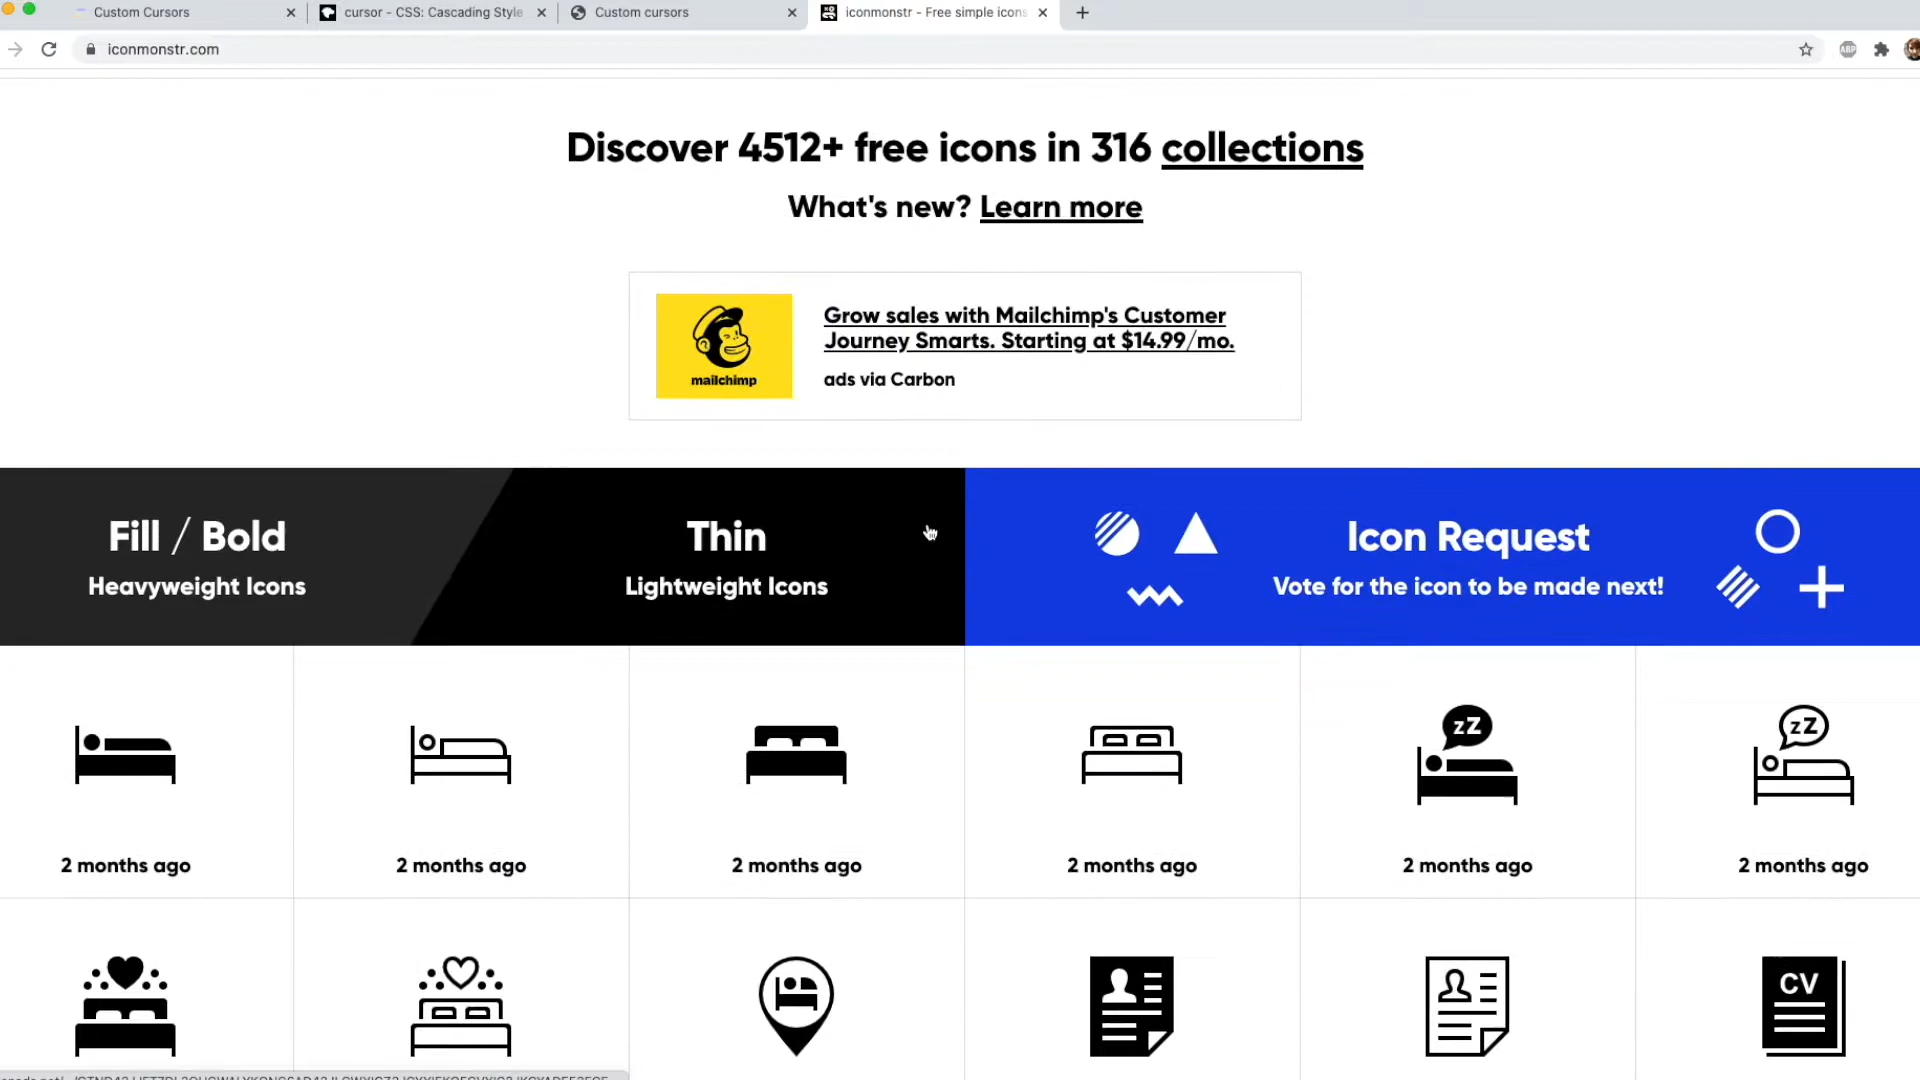 Custom Cursors
cursor - CSS: Cascading Style
Custom cursors
iconmonstr - Free simple icons
iconmonstr.com
ABP
Discover 4512+ free icons in 316 collections
What's new? Learn more
mailchimp
Grow sales with Mailchimp's Customer
Journey Smarts. Starting at $14.99/mo.
ads via Carbon
Fill / Bold
Heavyweight Icons
Thin
Lightweight Icons
Icon Request
Vote for the icon to be made next!
zZ
zZ
2 months ago
2 months ago
2 months ago
2 months ago
2 months ago
2 months ago
CV